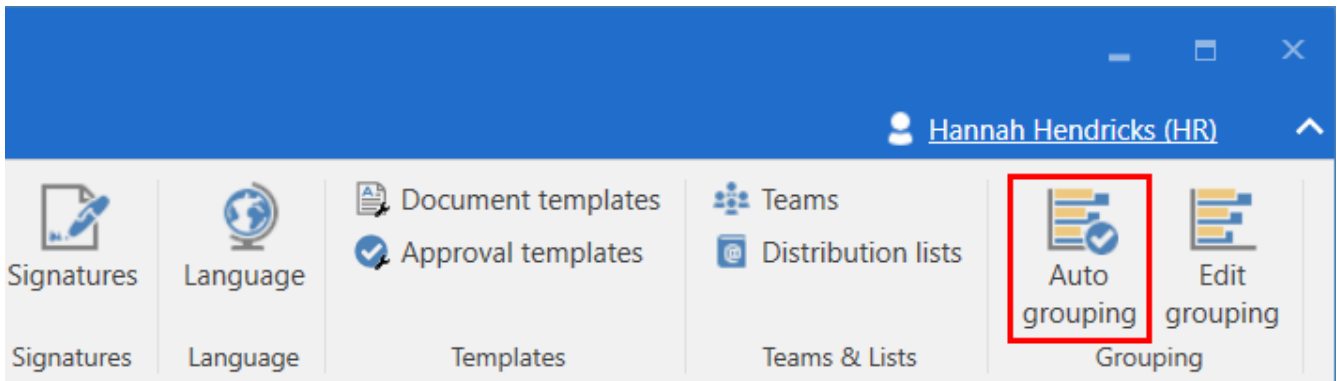 Hannah Hendricks (HR)
Document templates
Teams
Approval templates
Distribution lists
Signatures
Language
Auto
grouping
Edit
grouping
Signatures
Language
Templates
Teams & Lists
Grouping